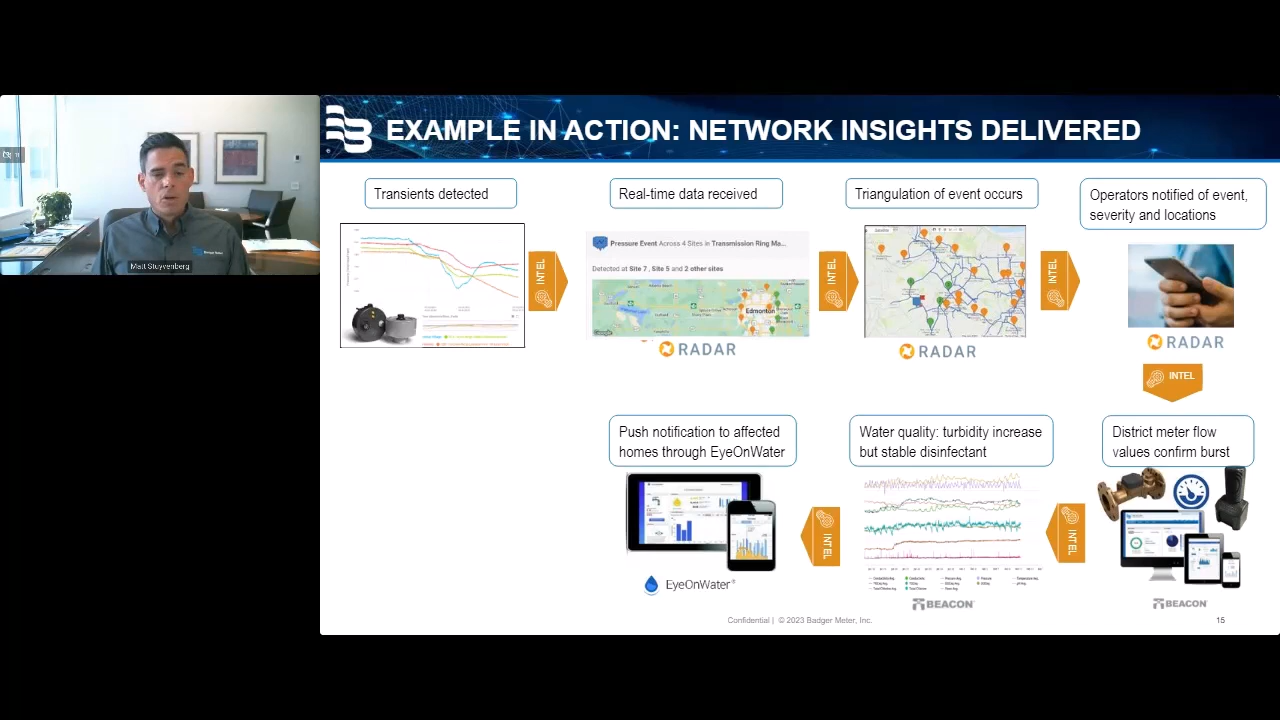 EXAMPLE IN ACTION: NETWORK INSIGHTS DELIVERED
Matt Stuyvenberg
Transients detected
INTEL
Real-time data received
Pressure Event Across 4 Sites in Transmission Ring Ma...
Detected at Site 7, Site 5 and 2 other sites
Edmonton
RADAR
INTEL
Triangulation of event occurs
RADAR
INTEL
Operators notified of event,
severity and locations
RADAR
INTEL
District meter flow
values confirm burst
BEACON
INTEL
Water quality: turbidity increase
but stable disinfectant
BEACON
INTEL
Push notification to affected
homes through EyeOnWater
EyeOnWater
Confidential | © 2023 Badger Meter, Inc.
15